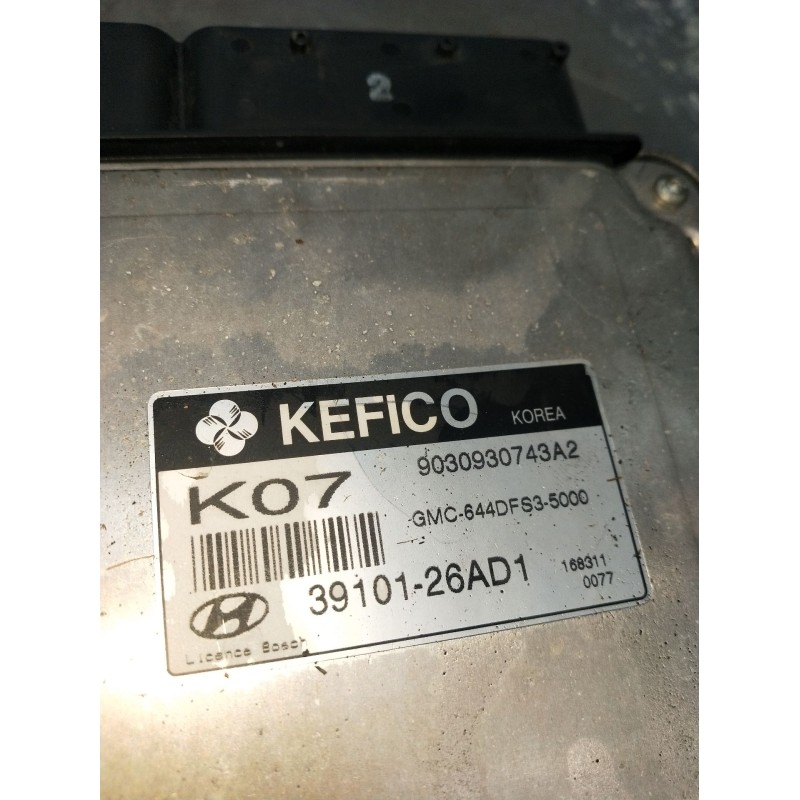 2
KEFICO KOREA
9030930743A2
K07
GMC-644DFS3-5000
39101-26AD1
168311
0077
Licence Bosch